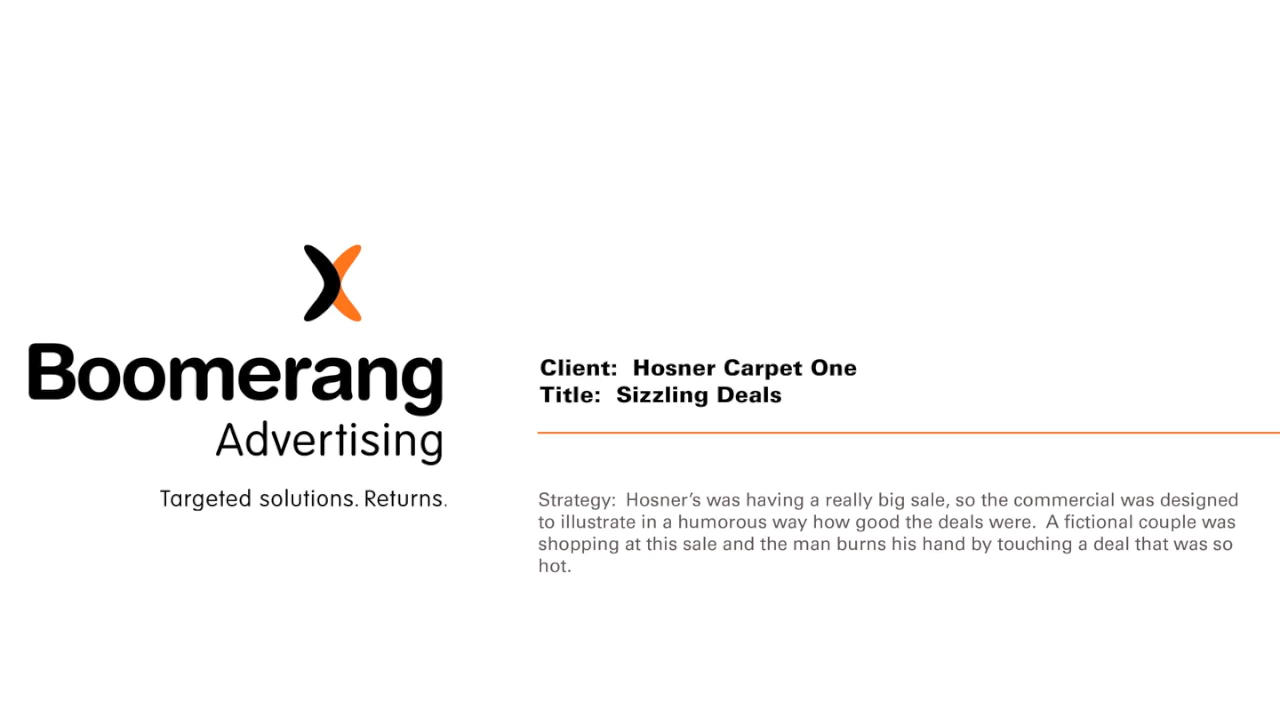 Boomerang
Advertising
Targeted solutions. Returns.
Client:  Hosner Carpet One
Title:  Sizzling Deals
Strategy:  Hosner's was having a really big sale, so the commercial was designed
to illustrate in a humorous way how good the deals were.  A fictional couple was
shopping at this sale and the man burns his hand by touching a deal that was so
hot.